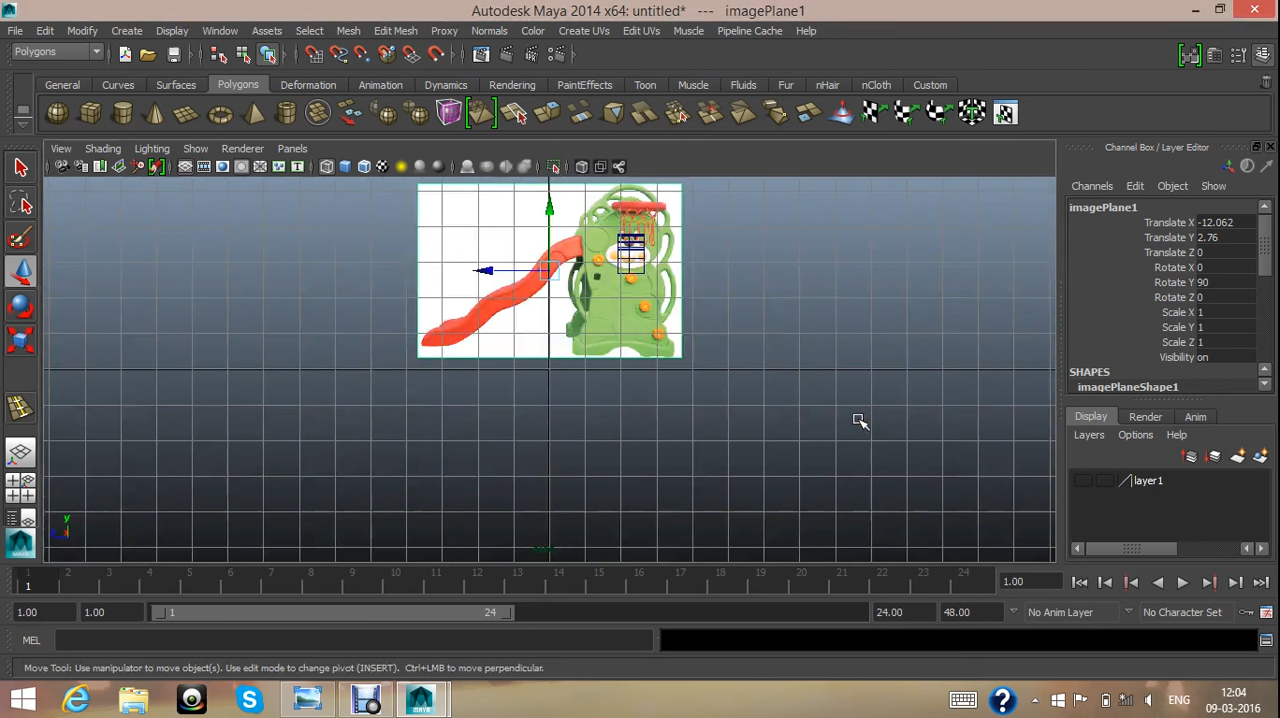 Autodesk Maya 2014 x64: untitled* --- imagePlane1
File Edit Modify Create Display Window Assets Select Mesh Edit Mesh Proxy Normals Color Create UVs Edit UVs Muscle Pipeline Cache Help
Polygons
General Curves Surfaces Polygons Deformation Animation Dynamics Rendering PaintEffects Toon Muscle Fluids Fur nHair nCloth Custom
View Shading Lighting Show Renderer Panels
Channel Box / Layer Editor
Channels Edit Object Show
imagePlane1
Translate X -12.062
Translate Y 2.76
Translate Z 0
Rotate X 0
Rotate Y 90
Rotate Z 0
Scale X 1
Scale Y 1
Scale Z 1
Visibility on
SHAPES
imagePlaneShape1
Display Render Anim
Layers Options Help
layer1
y
1 2 3 4 5 6 7 8 9 10 11 12 13 14 15 16 17 18 19 20 21 22 23 24
1 1.00
1.00 1.00 1 24 24.00 48.00 No Anim Layer No Character Set
MEL
Move Tool: Use manipulator to move object(s). Use edit mode to change pivot (INSERT). Ctrl+LMB to move perpendicular.
MAYA
S
?
ENG
12:04
09-03-2016